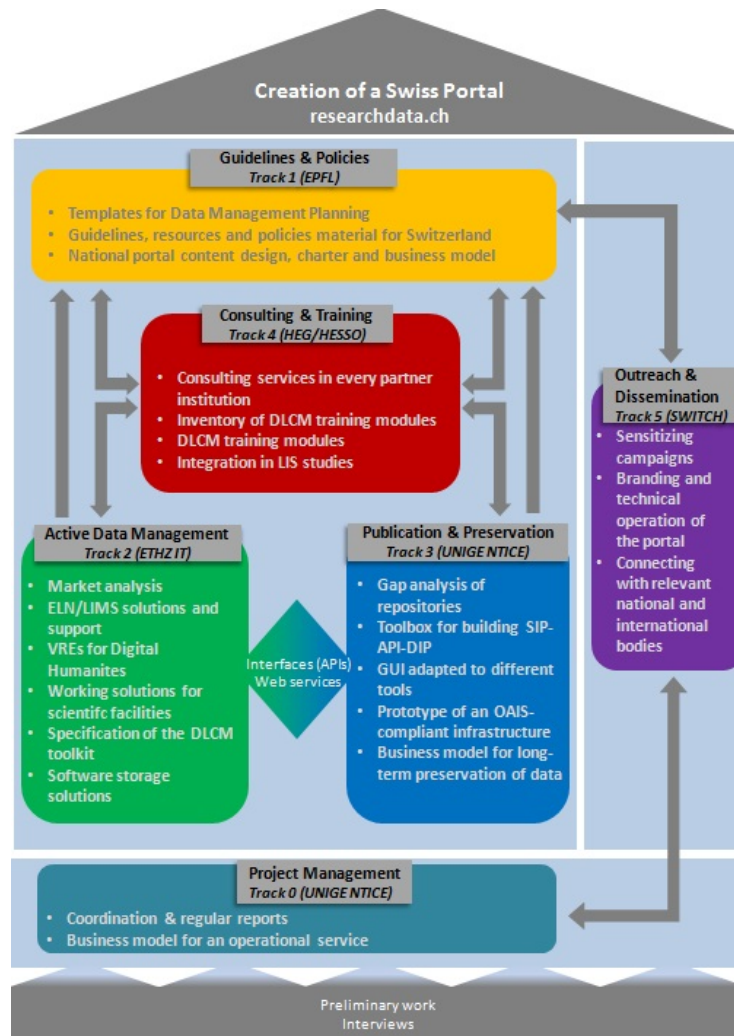 Creation of a Swiss Portal
researchdata.ch
Guidelines & Policies
Track 1 (EPFL)
• Templates for Data Management Planning
• Guidelines, resources and policies material for Switzerland
• National portal content design, charter and business model
Consulting & Training
Track 4 (HEG/HESSO)
• Consulting services in every partner
institution
• Inventory of DLCM training modules
• DLCM training modules
• Integration in LIS studies
Outreach &
Dissemination
Track 5 (SWITCH)
• Sensitizing
campaigns
• Branding and
technical
operation of
the portal
• Connecting
with relevant
national and
international
bodies
Active Data Management
Track 2 (ETHZ IT)
• Market analysis
• ELN/LIMS solutions and
support
• VREs for Digital
Humanites
• Working solutions for
scientifc facilities
• Specification of the DLCM
toolkit
• Software storage
solutions
Interfaces (APIs)
Web services
Publication & Preservation
Track 3 (UNIGE NTICE)
• Gap analysis of
repositories
• Toolbox for building SIP-
API-DIP
• GUI adapted to different
tools
• Prototype of an OAIS-
compliant infrastructure
• Business model for long-
term preservation of data
Project Management
Track 0 (UNIGE NTICE)
• Coordination & regular reports
• Business model for an operational service
Preliminary work
Interviews